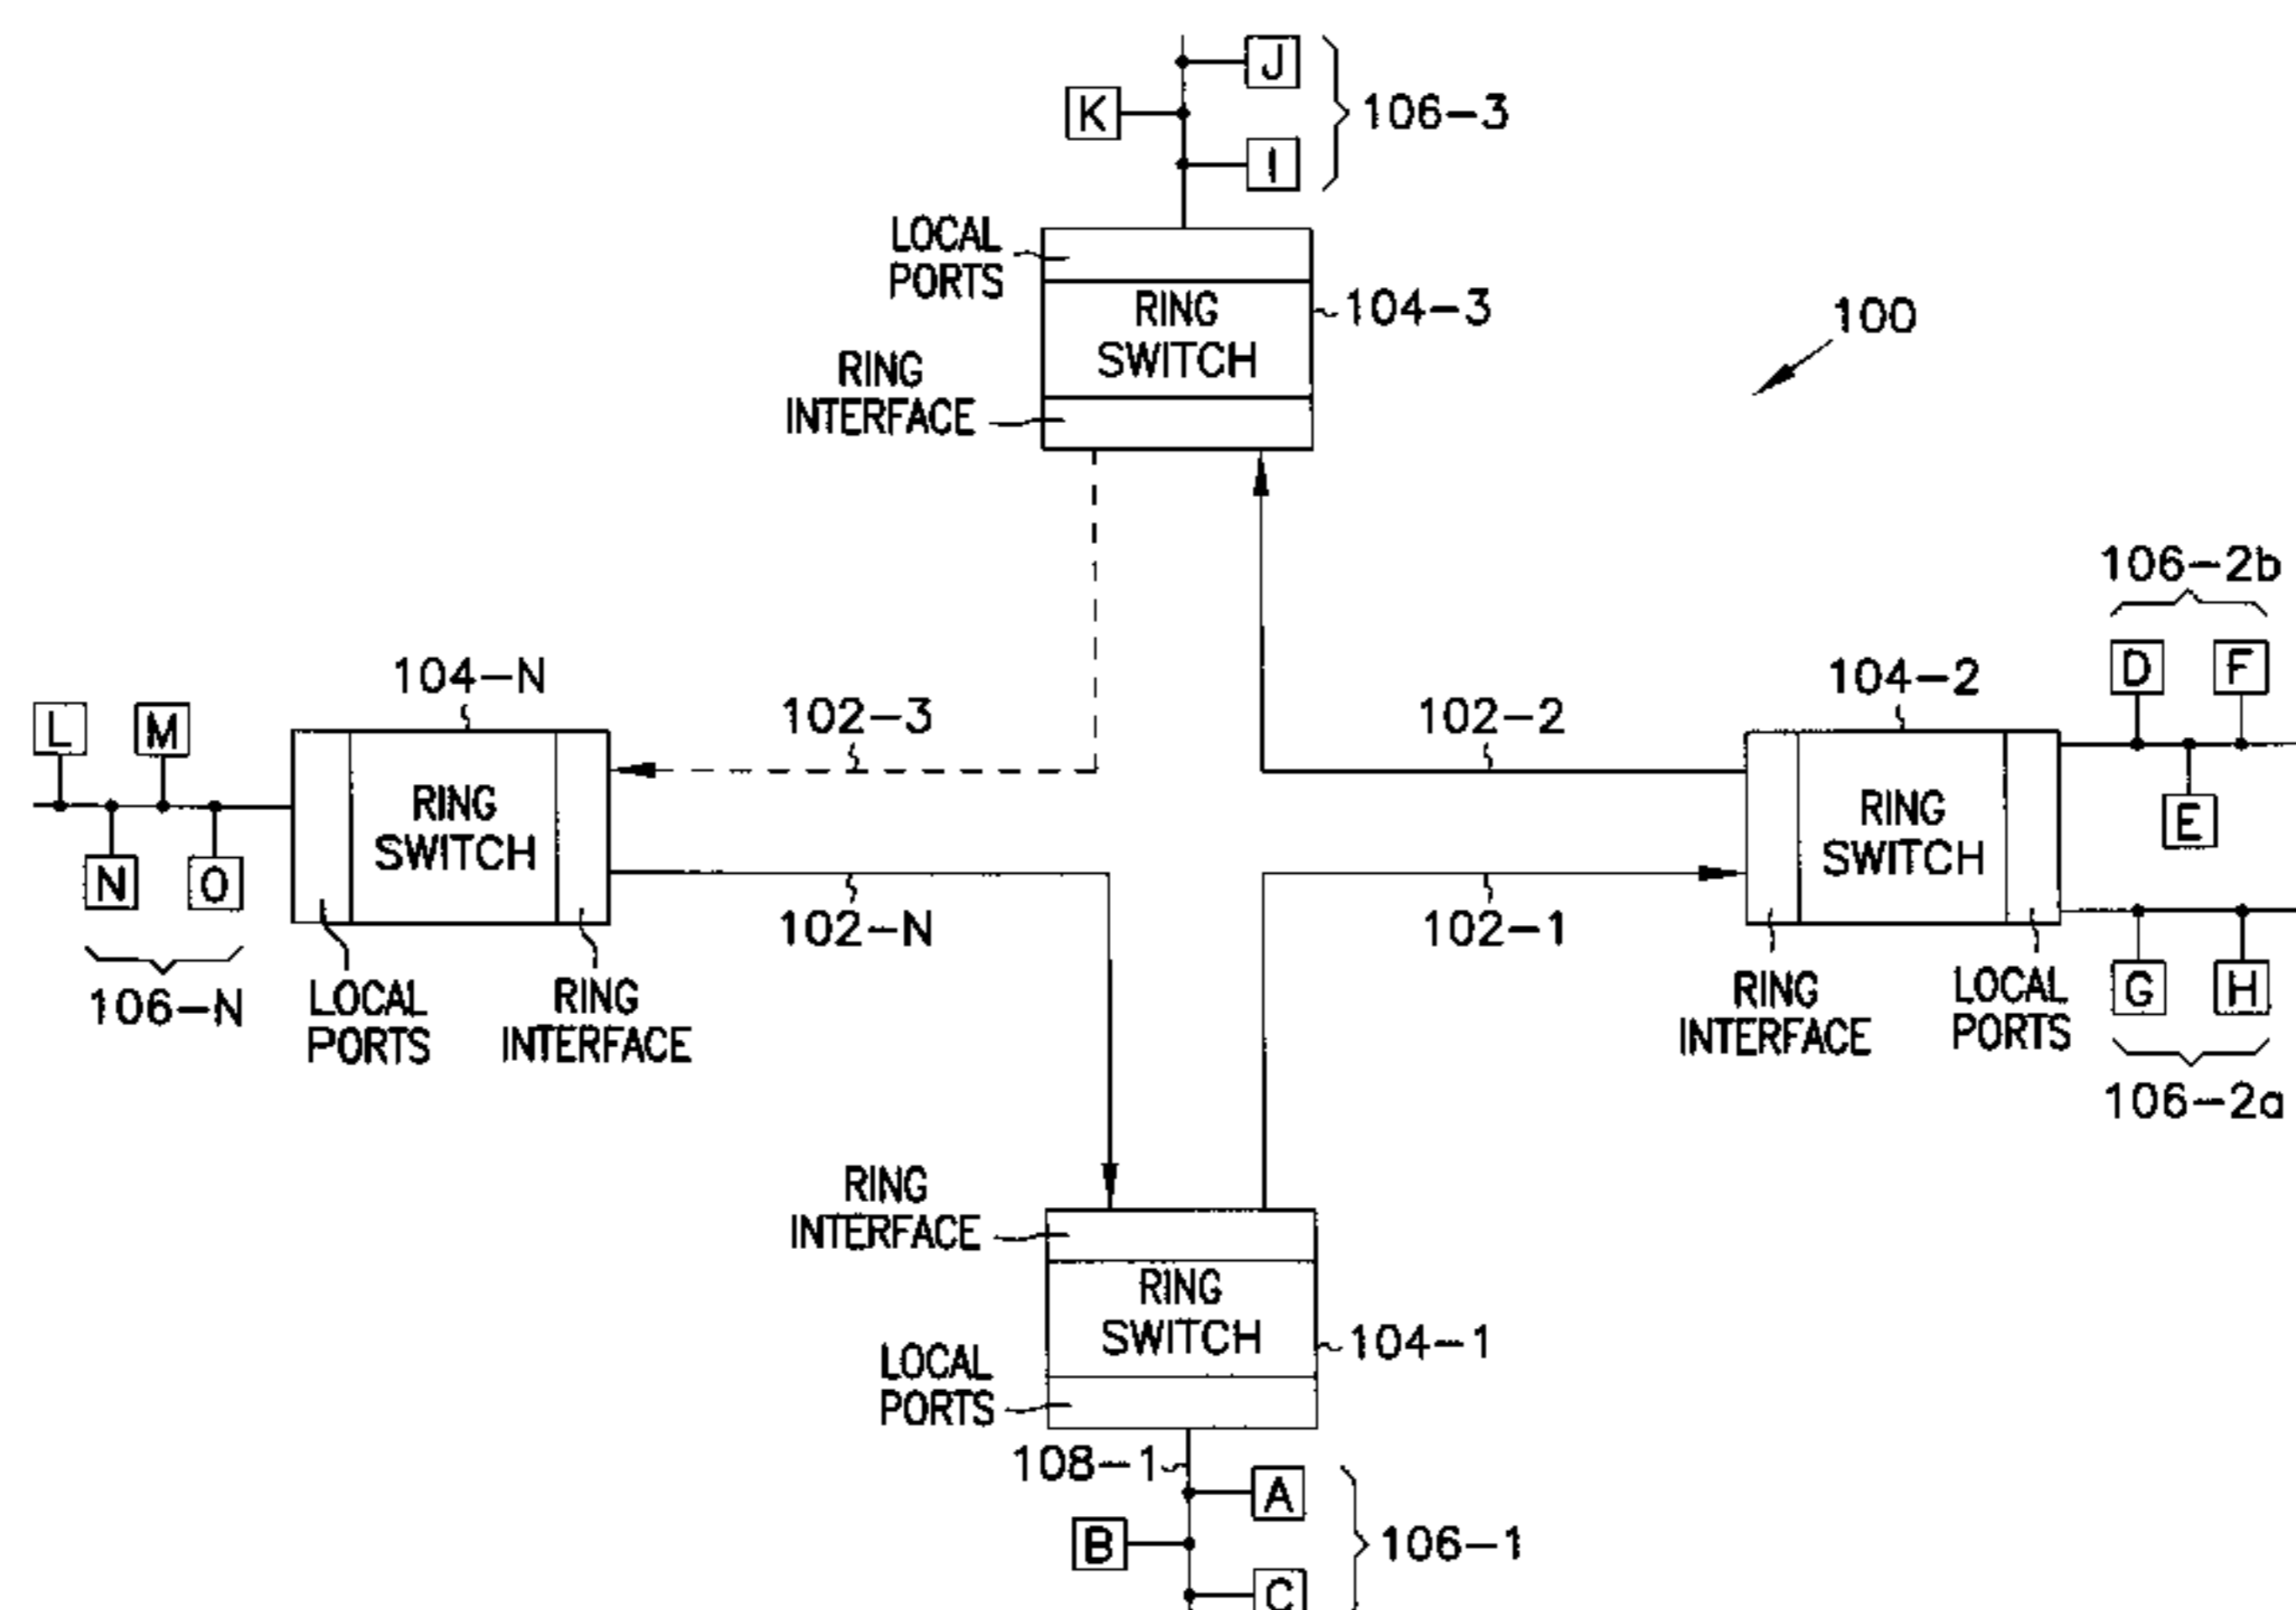 J
K
106-3
I
LOCAL
PORTS
RING
SWITCH
104-3
100
RING
INTERFACE
106-2b
104-N
104-2
D
F
L
M
102-3
102-2
RING
SWITCH
RING
SWITCH
E
N
O
102-N
102-1
106-N
LOCAL
PORTS
RING
INTERFACE
RING
INTERFACE
LOCAL
PORTS
G
H
106-2a
RING
INTERFACE
RING
SWITCH
104-1
LOCAL
PORTS
108-1
A
B
106-1
C